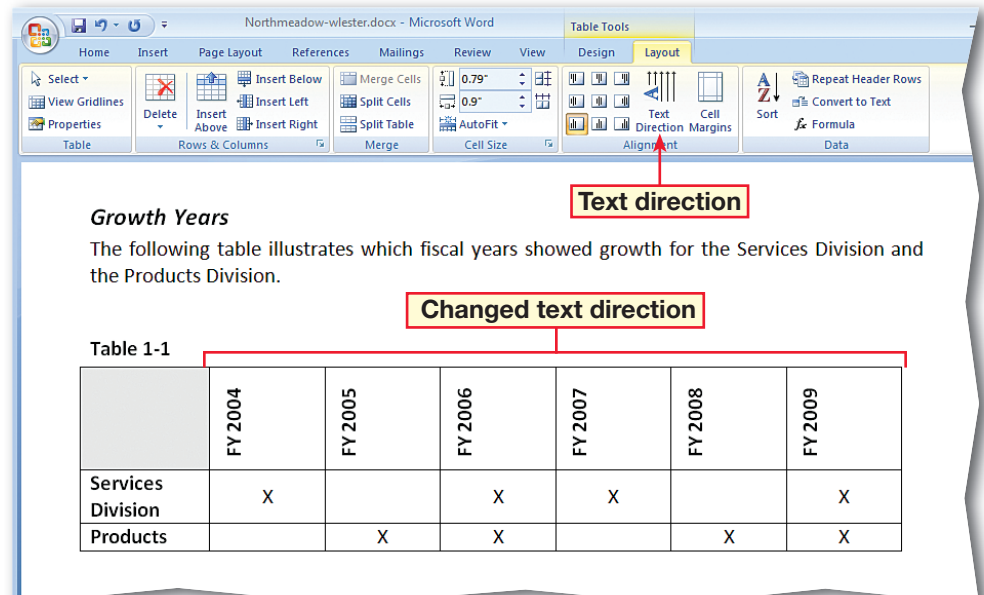 Northmeadow-wlester.docx - Microsoft Word
Table Tools
Home Insert Page Layout References Mailings Review View Design Layout
Select
View Gridlines
Properties
Table
Delete
Insert Above
Insert Below
Insert Left
Insert Right
Rows & Columns
Merge Cells
Split Cells
Split Table
Merge
0.79"
0.9"
AutoFit
Cell Size
Text Direction
Cell Margins
Alignment
A
Z
Sort
Repeat Header Rows
Convert to Text
fx Formula
Data
Text direction
Growth Years
The following table illustrates which fiscal years showed growth for the Services Division and
the Products Division.
Changed text direction
Table 1-1
FY 2004 FY 2005 FY 2006 FY 2007 FY 2008 FY 2009
Services
Division X X X X
Products X X X X